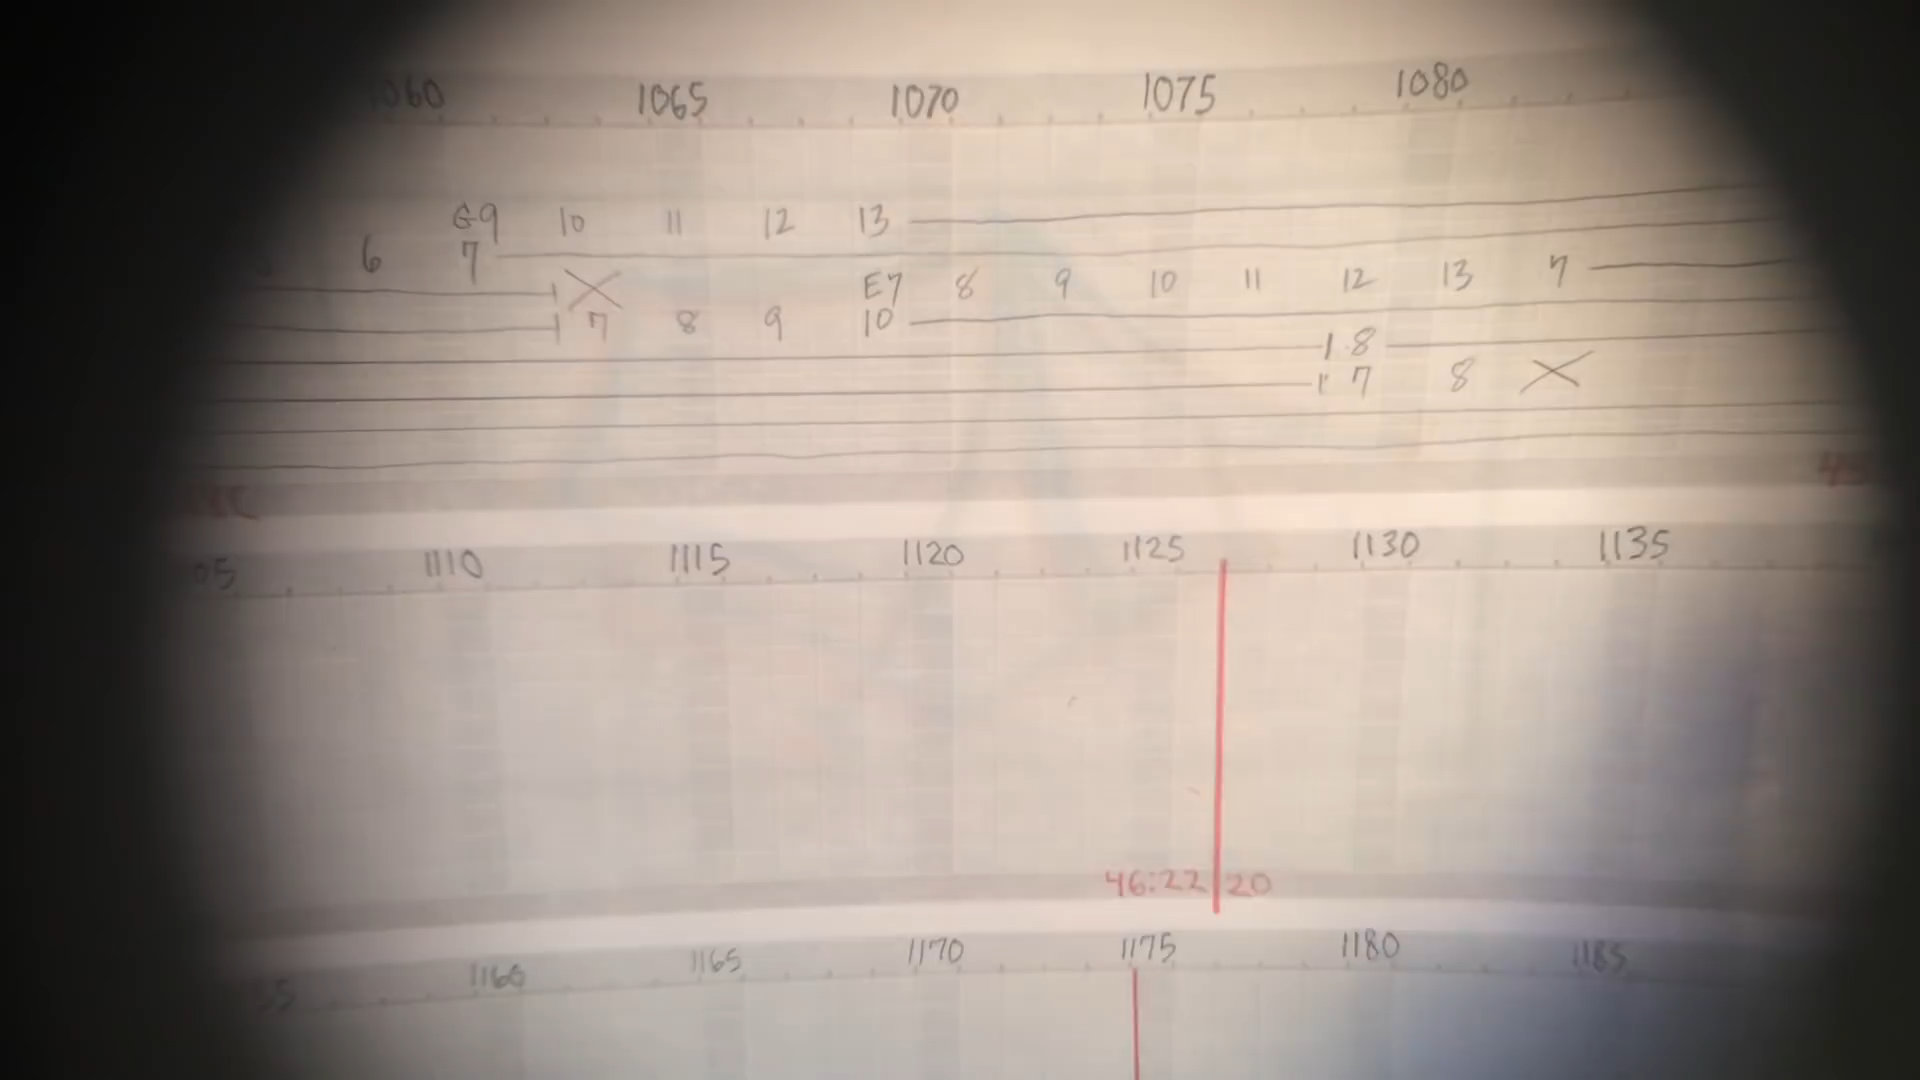 1060 1065 1070 1075 1080
G9 10 11 12 13
6 7
E7 8 9 10 11 12 13 7
7 8 9 10
8
7 8
1110 1115 1120 1125 1130 1135
46:22 20
1160 1165 1170 1175 1180 1185